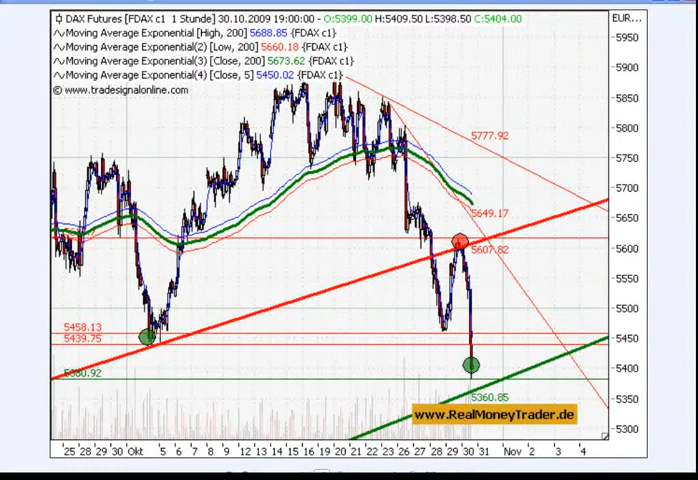 DAX Futures [FDAX c1 1 Stunde] 30.10.2009 19:00:00 - O:5399.00 H:5409.50 L:5398.50 C:5404.00
EUR...
Moving Average Exponential [High, 200] 5688.85 {FDAX c1}
Moving Average Exponential(2) [Low, 200] 5660.18 {FDAX c1}
Moving Average Exponential(3) [Close, 200] 5673.62 {FDAX c1}
Moving Average Exponential(4) [Close, 5] 5450.02 {FDAX c1}
© www.tradesignalonline.com
5950
5900
5850
5800
5777.92
5750
5700
5649.17
5650
5600
5607.82
5550
5500
5458.13
5450
5439.75
5400
5380.92
5360.85
5350
www.RealMoneyTrader.de
5300
25 28 29 30 Okt 5 6 7 8 9 12 13 14 15 16 19 20 21 22 23 26 27 28 29 30 31 Nov 2 3 4